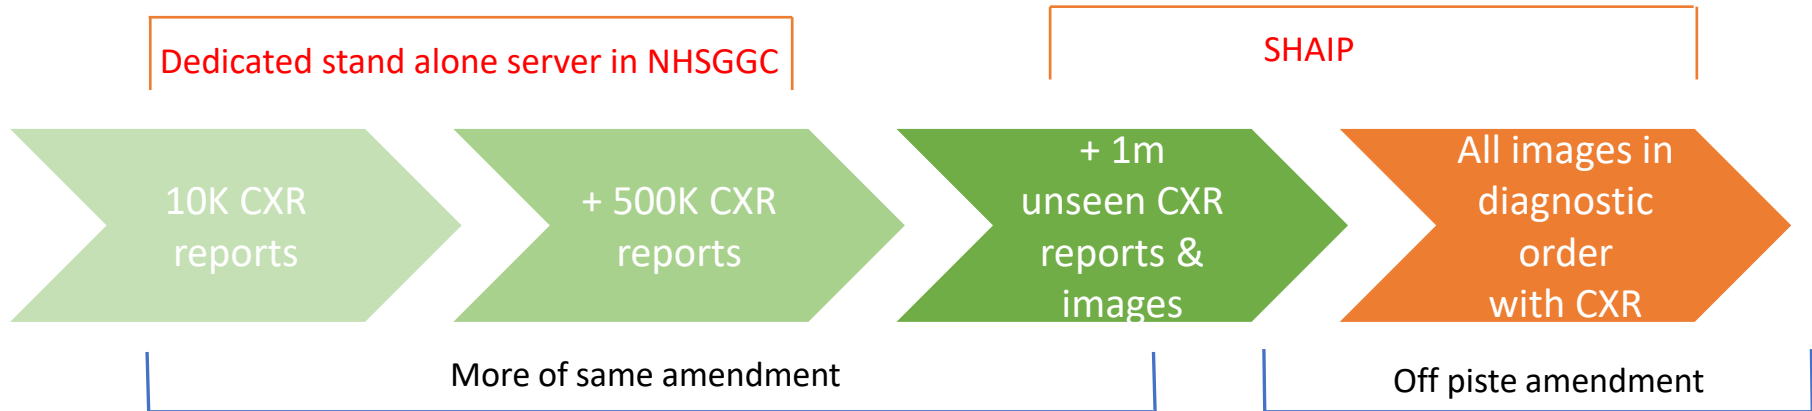 Dedicated stand alone server in NHSGGC
SHAIP
10K CXR
reports
+ 500K CXR
reports
+ 1m
unseen CXR
reports &
images
All images in
diagnostic
order
with CXR
More of same amendment
Off piste amendment